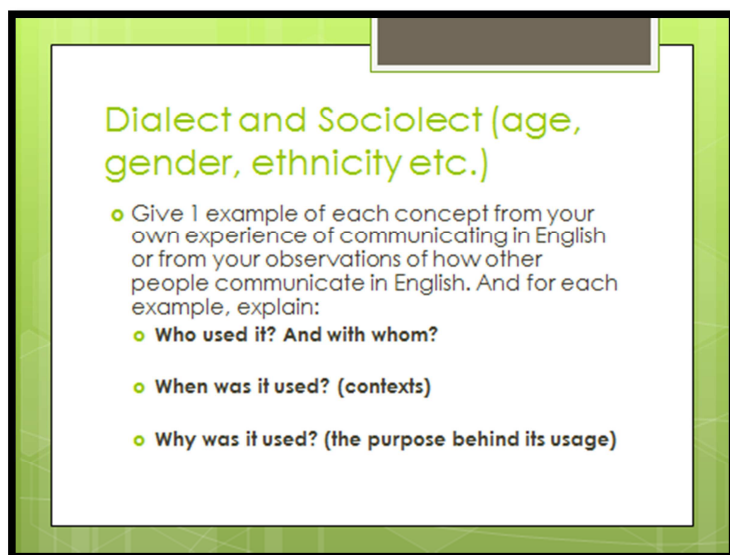 Dialect and Sociolect (age,
gender, ethnicity etc.)
Give 1 example of each concept from your
own experience of communicating in English
or from your observations of how other
people communicate in English. And for each
example, explain:
Who used it? And with whom?
When was it used? (contexts)
Why was it used? (the purpose behind its usage)